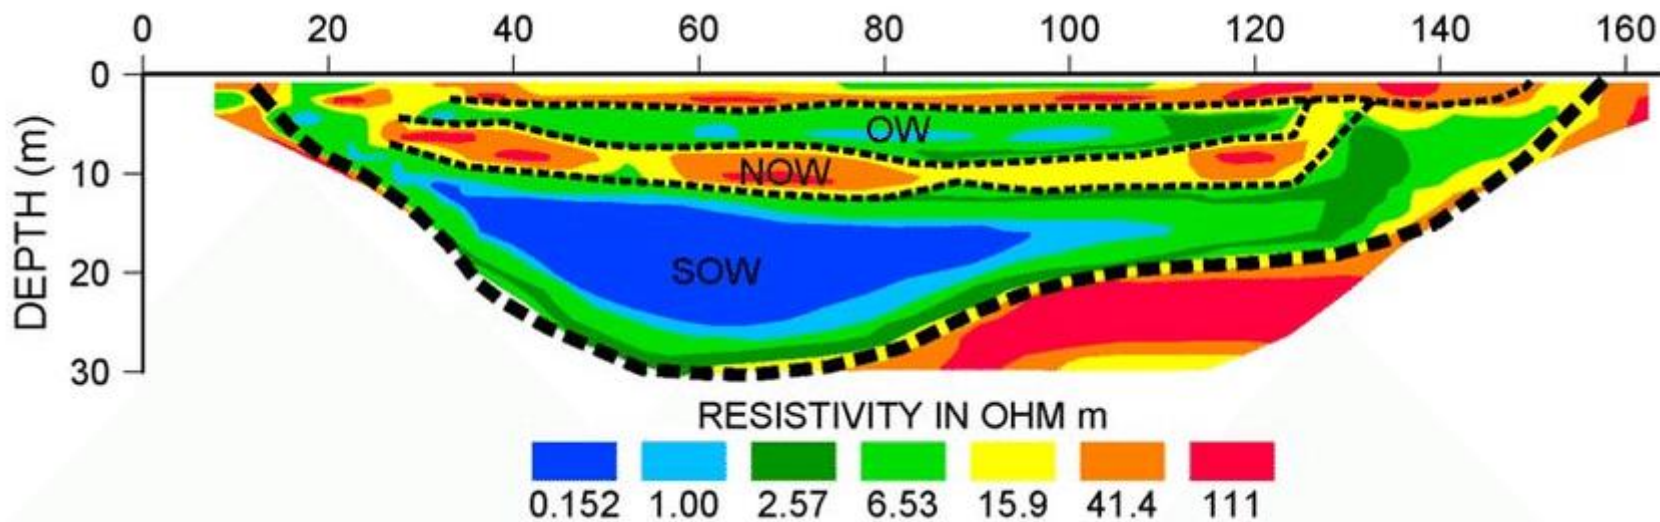 0 20 40 60 80 100 120 140 160
0
OW
10
NOW
DEPTH (m)
20
SOW
30
RESISTIVITY IN OHM m
0.152 1.00 2.57 6.53 15.9 41.4 111